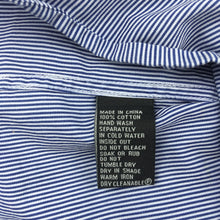 MADE IN CHINA
100% COTTON
HAND WASH
SEPARATELY
IN COLD WATER
INSIDE OUT
DO NOT BLEACH
SOAK OR RUB
DO NOT
TUMBLE DRY
DRY IN SHADE
WARM IRON
DRY CLEANABLE Ⓟ